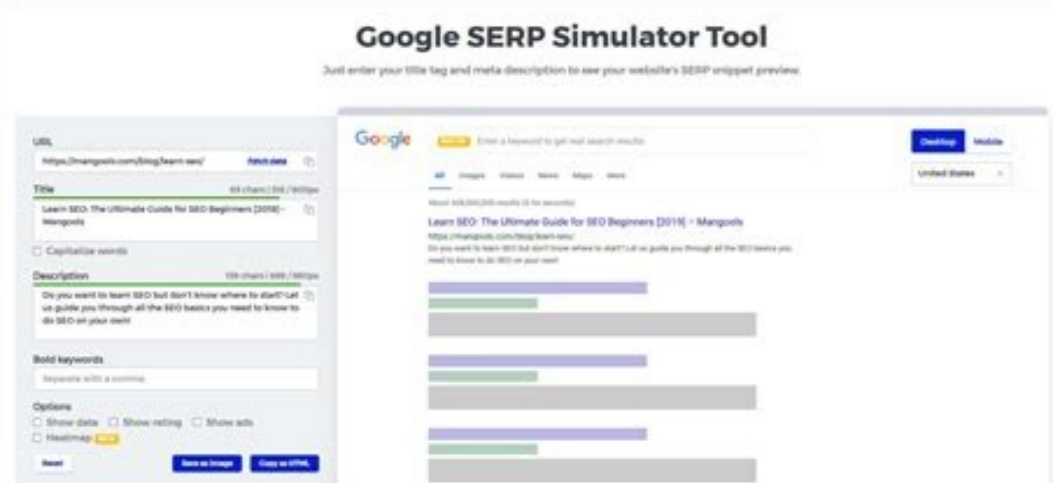 Google SERP Simulator Tool
Just enter your title tag and meta description to see your website's SERP snippet preview.
URL
https://mangools.com/blog/learn-seo/
Fetch data
Title
Learn SEO: The Ultimate Guide for SEO Beginners [2019] –
Mangools
Capitalize words
Description
Do you want to learn SEO but don't know where to start? Let
us guide you through all the SEO basics you need to know to
do SEO on your own!
Bold keywords
Separate with a comma
Options
Show date Show rating Show ads
Heatmap BETA
Reset
Save as image
Copy as HTML
Google
Enter a keyword to get real search results
Desktop Mobile
All Images Videos News Maps More
United States
Learn SEO: The Ultimate Guide for SEO Beginners [2019] – Mangools
https://mangools.com/blog/learn-seo/
Do you want to learn SEO but don't know where to start? Let us guide you through all the SEO basics you
need to know to do SEO on your own!